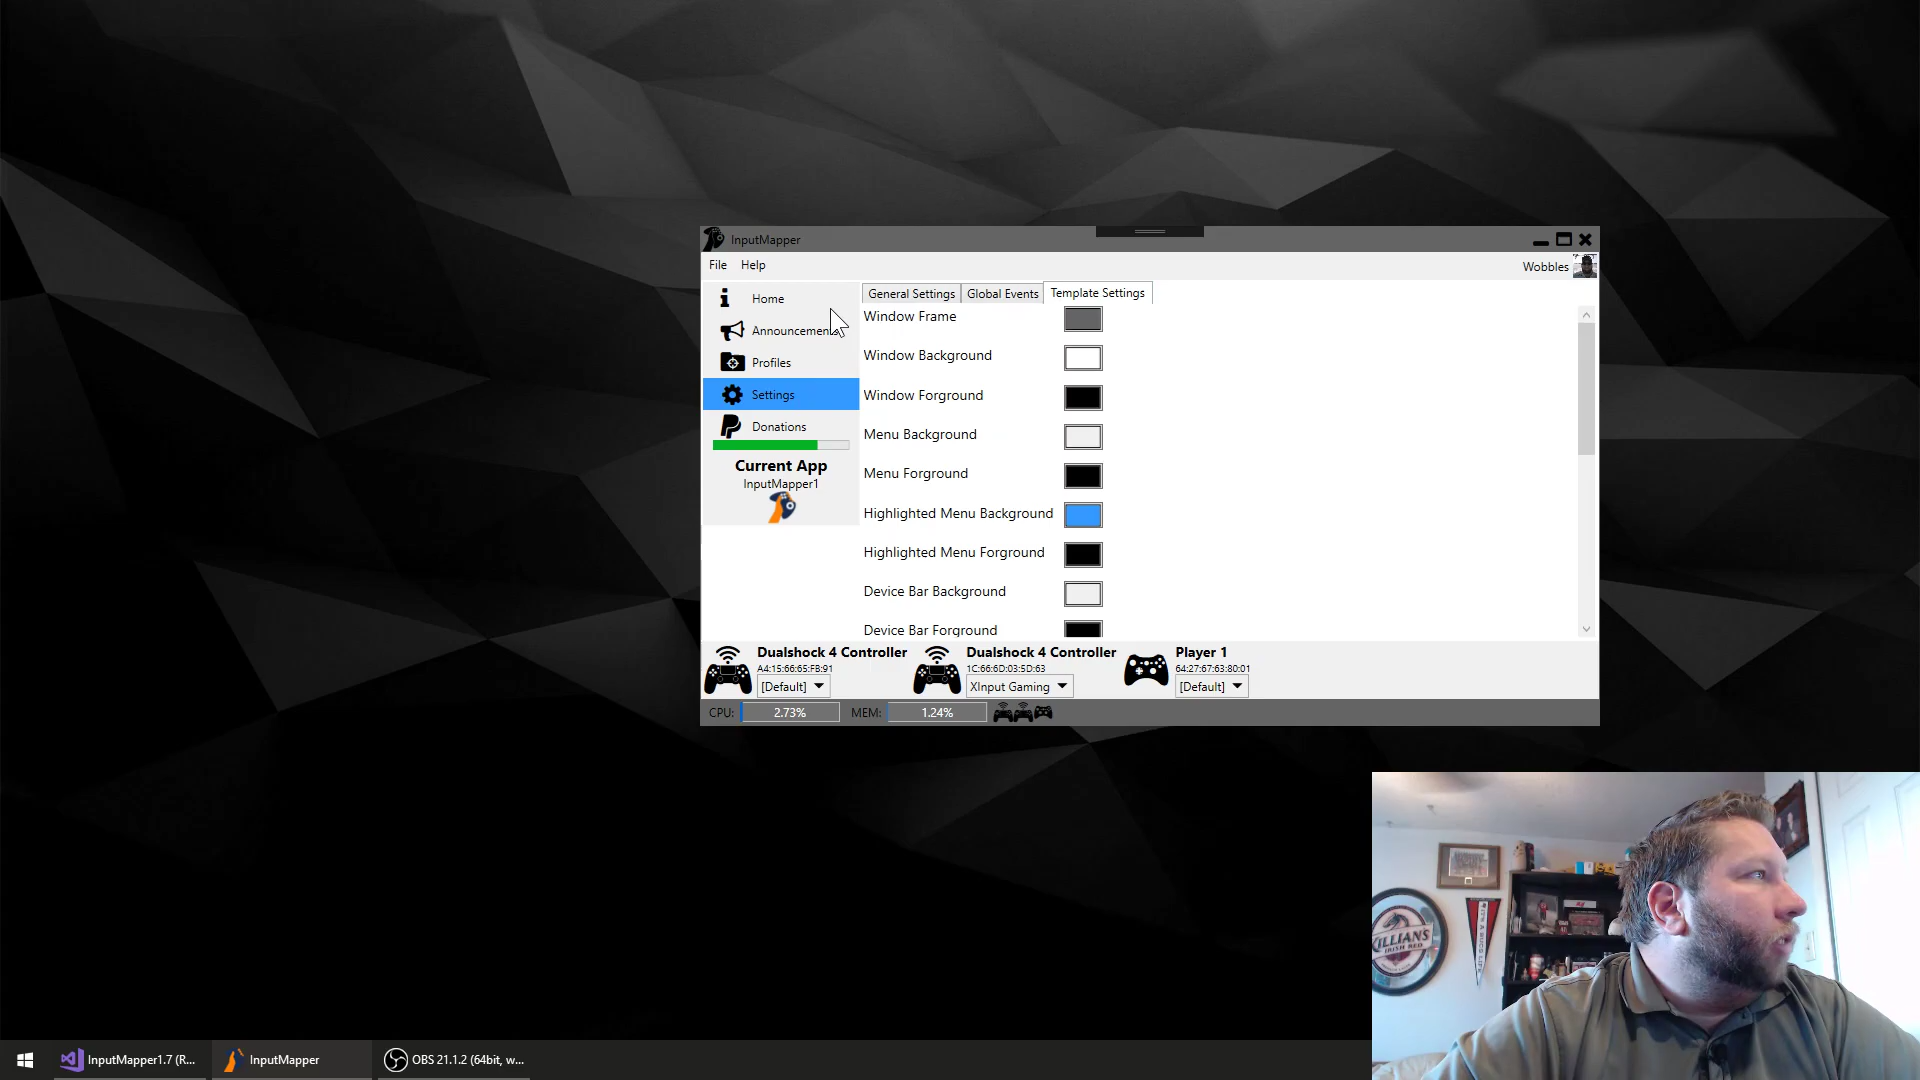 InputMapper
File Help
Wobbles
Home
Announcements
Profiles
Settings
Donations
Current App
InputMapper1
General Settings Global Events Template Settings
Window Frame
Window Background
Window Forground
Menu Background
Menu Forground
Highlighted Menu Background
Highlighted Menu Forground
Device Bar Background
Device Bar Forground
Dualshock 4 Controller
A4:15:66:65:FB:91
[Default]
Dualshock 4 Controller
1C:66:6D:03:5D:63
XInput Gaming
Player 1
64:27:67:63:80:01
[Default]
CPU: 2.73% MEM: 1.24%
KILLIANS
IRISH RED
InputMapper1.7 (R...
InputMapper
OBS 21.1.2 (64bit, w...